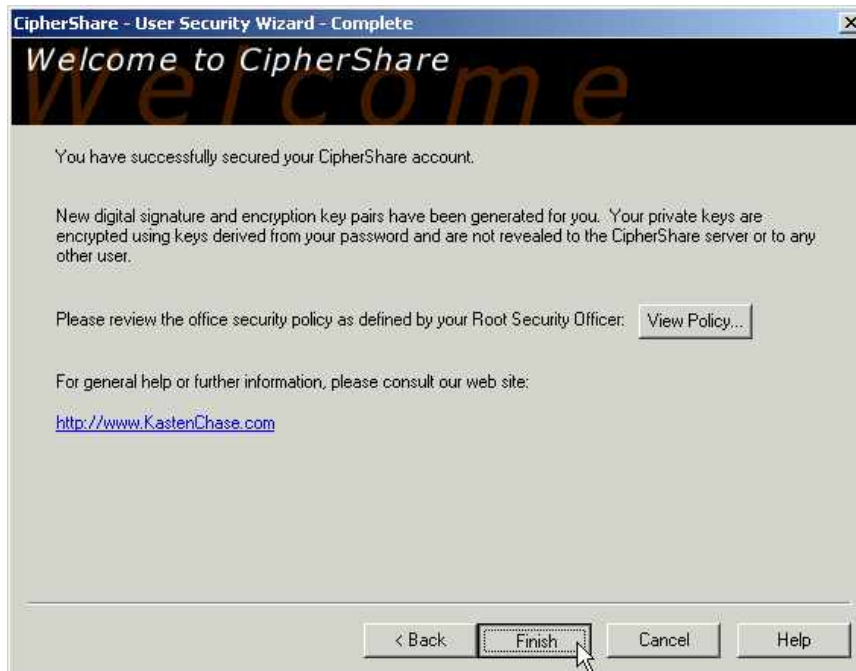 CipherShare - User Security Wizard - Complete
Welcome to CipherShare
Welcome
You have successfully secured your CipherShare account.
New digital signature and encryption key pairs have been generated for you. Your private keys are
encrypted using keys derived from your password and are not revealed to the CipherShare server or to any
other user.
Please review the office security policy as defined by your Root Security Officer: View Policy...
For general help or further information, please consult our web site:
http://www.KastenChase.com
< Back Finish Cancel Help